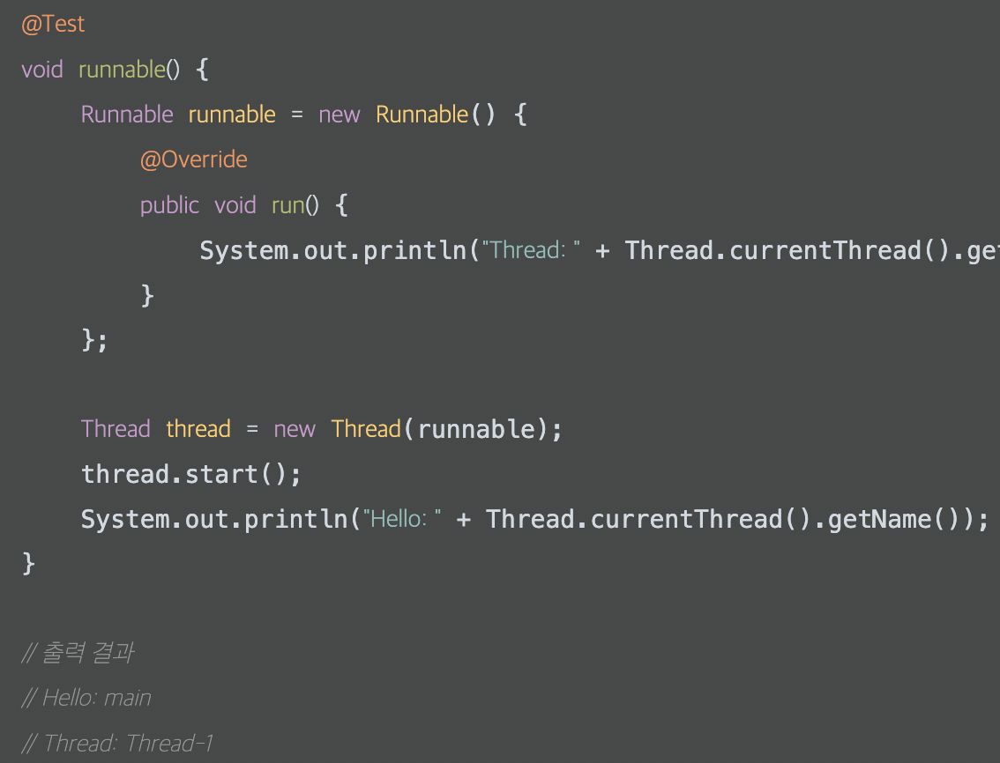 @Test
void runnable() {
Runnable runnable = new Runnable() {
@Override
public void run() {
System.out.println("Thread: " + Thread.currentThread().ge
}
};
Thread thread = new Thread(runnable);
thread.start();
System.out.println("Hello: " + Thread.currentThread().getName());
}
// 출력 결과
// Hello: main
// Thread: Thread-1